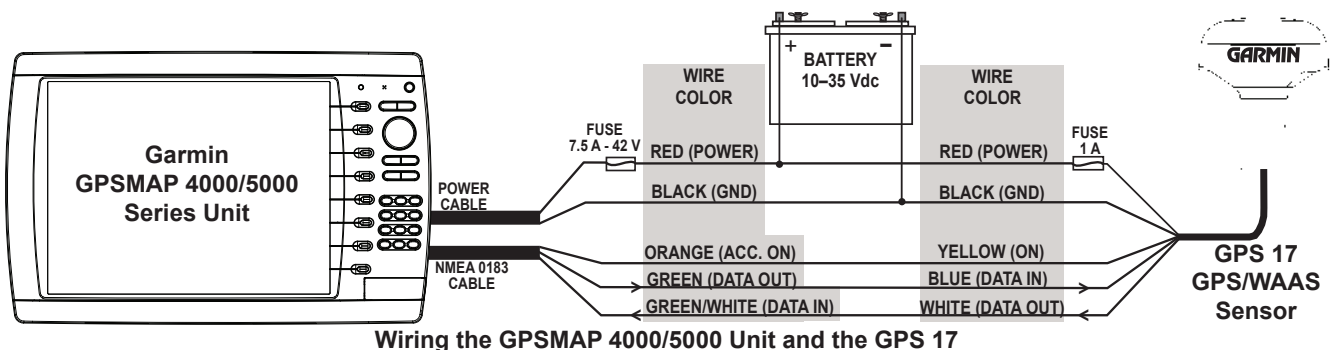 Garmin
GPSMAP 4000/5000
Series Unit
POWER
CABLE
NMEA 0183
CABLE
FUSE
7.5 A - 42 V
WIRE
COLOR
RED (POWER)
BLACK (GND)
ORANGE (ACC. ON)
GREEN (DATA OUT)
GREEN/WHITE (DATA IN)
+ −
BATTERY
10–35 Vdc
WIRE
COLOR
RED (POWER)
BLACK (GND)
YELLOW (ON)
BLUE (DATA IN)
WHITE (DATA OUT)
FUSE
1 A
GARMIN
GPS 17
GPS/WAAS
Sensor
Wiring the GPSMAP 4000/5000 Unit and the GPS 17